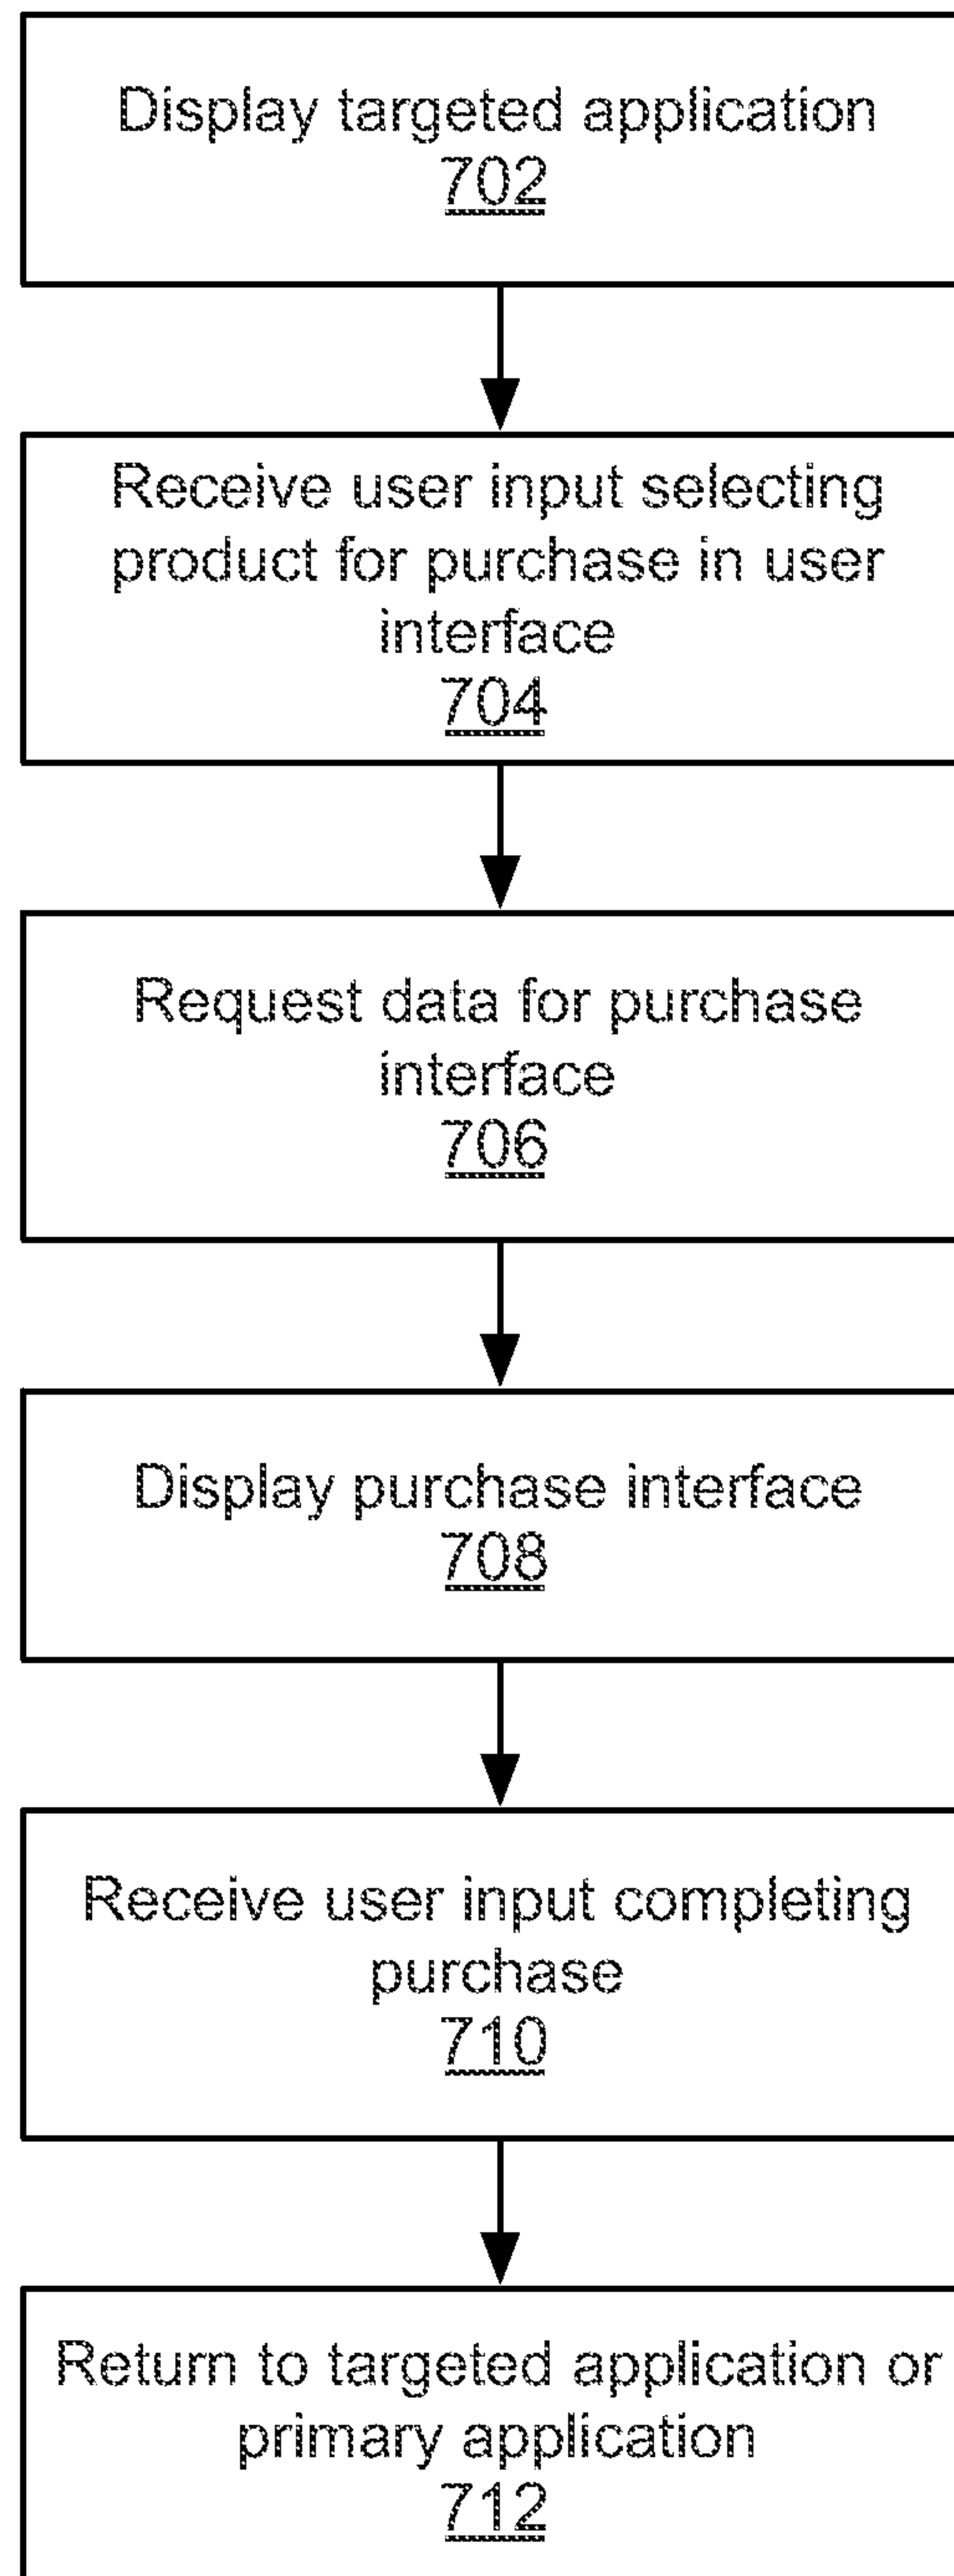 Display targeted application
702
Receive user input selecting
product for purchase in user
interface
704
Request data for purchase
interface
706
Display purchase interface
708
Receive user input completing
purchase
710
Return to targeted application or
primary application
712